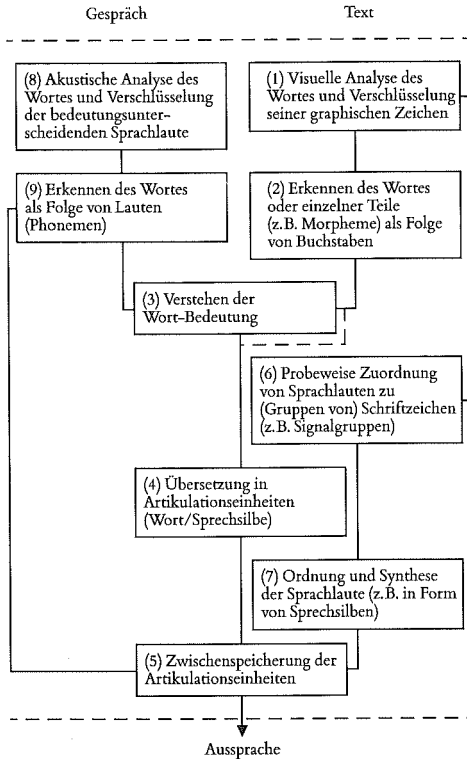 Gespräch
Text
(8) Akustische Analyse des
Wortes und Verschlüsselung
der bedeutungsunter-
scheidenden Sprachlaute
(1) Visuelle Analyse des
Wortes und Verschlüsselung
seiner graphischen Zeichen
(9) Erkennen des Wortes
als Folge von Lauten
(Phonemen)
(2) Erkennen des Wortes
oder einzelner Teile
(z.B. Morpheme) als Folge
von Buchstaben
(3) Verstehen der
Wort-Bedeutung
(6) Probeweise Zuordnung
von Sprachlauten zu
(Gruppen von) Schriftzeichen
(z.B. Signalgruppen)
(4) Übersetzung in
Artikulationseinheiten
(Wort/Sprechsilbe)
(7) Ordnung und Synthese
der Sprachlaute (z.B. in Form
von Sprechsilben)
(5) Zwischenspeicherung der
Artikulationseinheiten
Aussprache